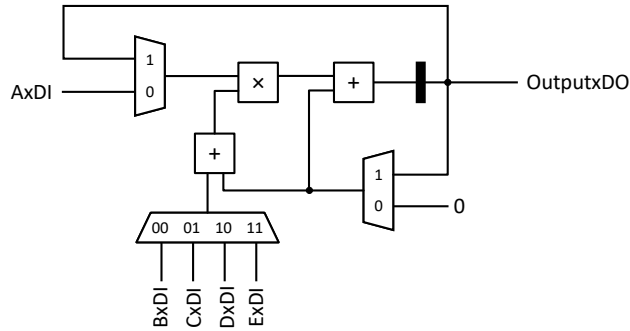 1
0
AxDI
×
+
OutputxDO
+
1
0
0
00 01 10 11
BxDI
CxDI
DxDI
ExDI